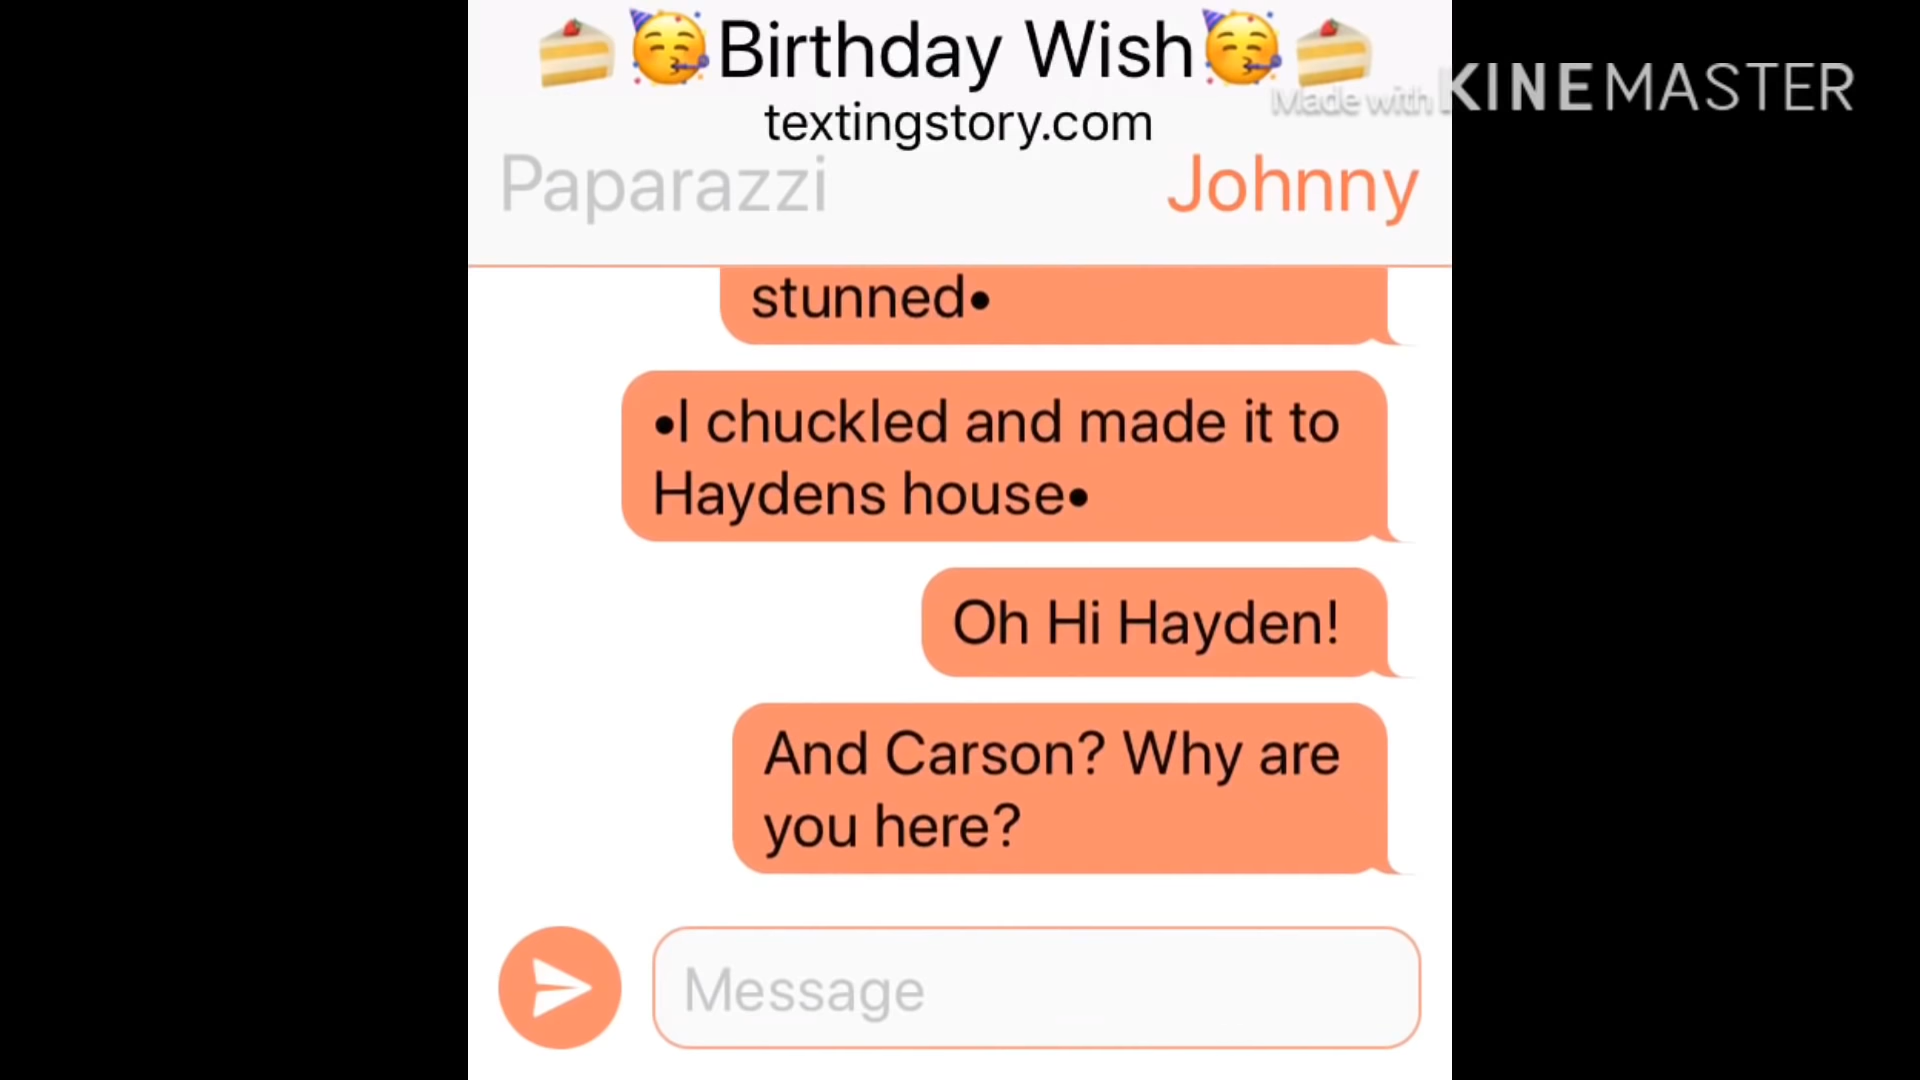 🍰🥳Birthday Wish🥳🍰
Made with KINEMASTER
textingstory.com
Paparazzi
Johnny
stunned•
•I chuckled and made it to
Haydens house•
Oh Hi Hayden!
And Carson? Why are
you here?
Message